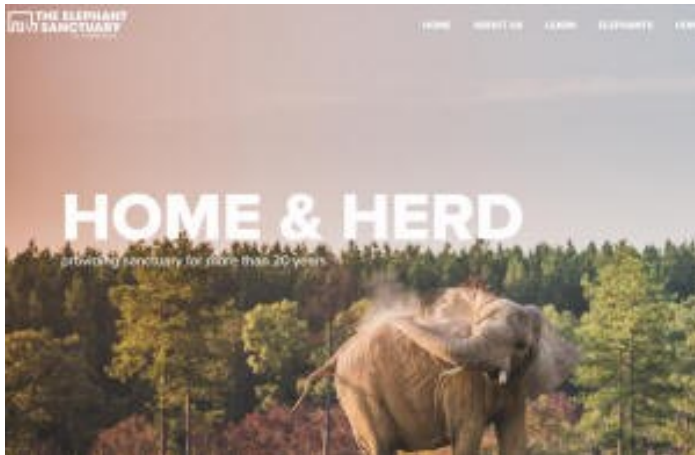 THE ELEPHANT
SANCTUARY
HOME ABOUT US LEARN ELEPHANTS
HOME & HERD
providing sanctuary for more than 20 years